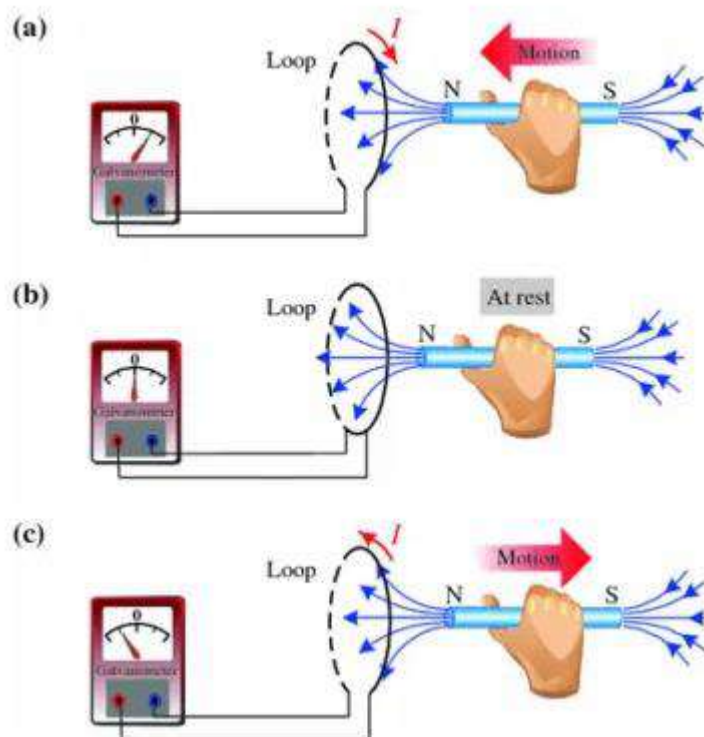 (a)
I
Motion
Loop
N
S
0
Galvanometer
(b)
At rest
Loop
N
S
0
Galvanometer
(c)
I
Motion
Loop
N
S
0
Galvanometer